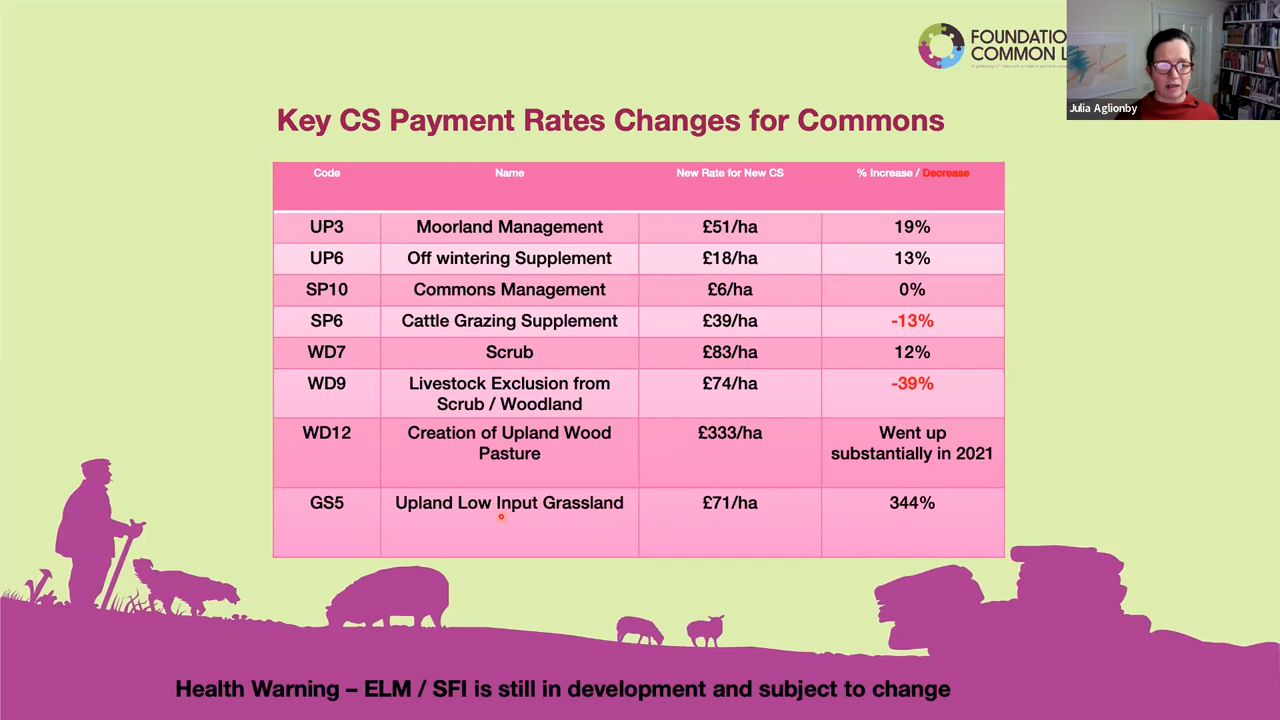 FOUNDATIO
COMMON L
Julia Aglionby
Key CS Payment Rates Changes for Commons
Code Name New Rate for New CS % Increase / Decrease
UP3 Moorland Management £51/ha 19%
UP6 Off wintering Supplement £18/ha 13%
SP10 Commons Management £6/ha 0%
SP6 Cattle Grazing Supplement £39/ha -13%
WD7 Scrub £83/ha 12%
WD9 Livestock Exclusion from £74/ha -39%
Scrub / Woodland
WD12 Creation of Upland Wood £333/ha Went up
Pasture substantially in 2021
GS5 Upland Low Input Grassland £71/ha 344%
Health Warning – ELM / SFI is still in development and subject to change